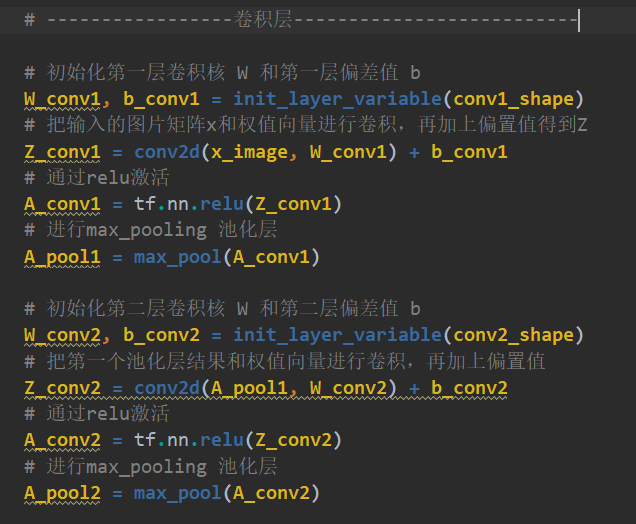 # -----------------卷积层-------------------------
# 初始化第一层卷积核 W 和第一层偏差值 b
W_conv1, b_conv1 = init_layer_variable(conv1_shape)
# 把输入的图片矩阵x和权值向量进行卷积，再加上偏置值得到Z
Z_conv1 = conv2d(x_image, W_conv1) + b_conv1
# 通过relu激活
A_conv1 = tf.nn.relu(Z_conv1)
# 进行max_pooling 池化层
A_pool1 = max_pool(A_conv1)
# 初始化第二层卷积核 W 和第二层偏差值 b
W_conv2, b_conv2 = init_layer_variable(conv2_shape)
# 把第一个池化层结果和权值向量进行卷积，再加上偏置值
Z_conv2 = conv2d(A_pool1, W_conv2) + b_conv2
# 通过relu激活
A_conv2 = tf.nn.relu(Z_conv2)
# 进行max_pooling 池化层
A_pool2 = max_pool(A_conv2)